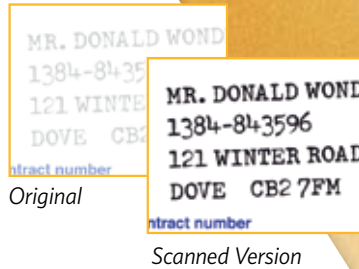 MR. DONALD WOND
1384-8435
121 WINTE
DOVE CB2
ntract number
Original
MR. DONALD WOND
1384-843596
121 WINTER ROAD
DOVE CB2 7FM
ntract number
Scanned Version